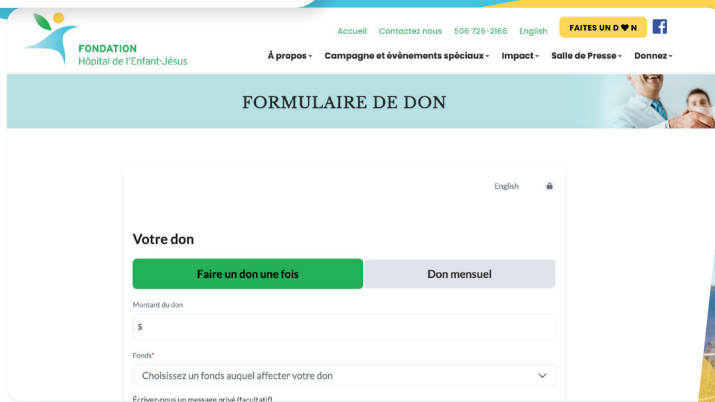 Accueil Contactez nous 506 726-2166 English FAITES UN D♥N
FONDATION
Hôpital de l'Enfant-Jésus
À propos Campagne et évènements spéciaux Impact Salle de Presse Donnez
FORMULAIRE DE DON
English
Votre don
Faire un don une fois Don mensuel
Montant du don
$
Fonds*
Choisissez un fonds auquel affecter votre don
Écrivez-nous un message privé (facultatif)